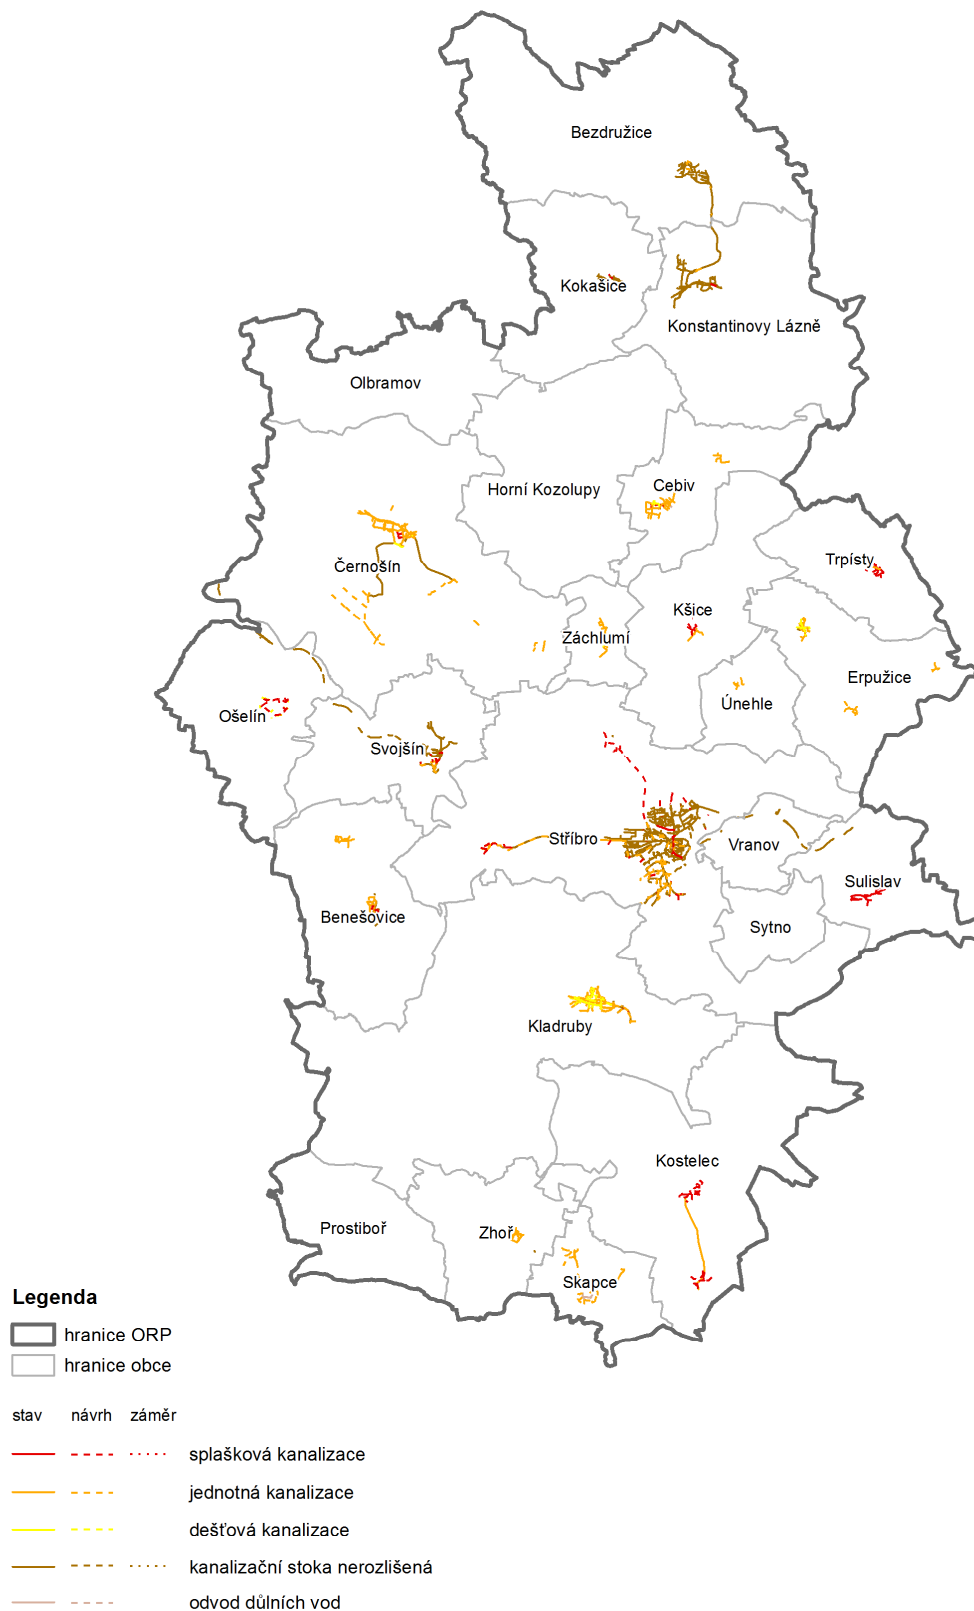 Bezdružice
Kokašice
Konstantinovy Lázně
Olbramov
Horní Kozolupy
Cebiv
Trpísty
Černošín
Kšice
Záchlumí
Erpužice
Únehle
Ošelín
Svojšín
Stříbro
Vranov
Sulislav
Benešovice
Sytno
Kladruby
Kostelec
Prostiboř
Zhoř
Skapce
Legenda
hranice ORP
hranice obce
stav návrh záměr
splašková kanalizace
jednotná kanalizace
dešťová kanalizace
kanalizační stoka nerozlišená
odvod důlních vod